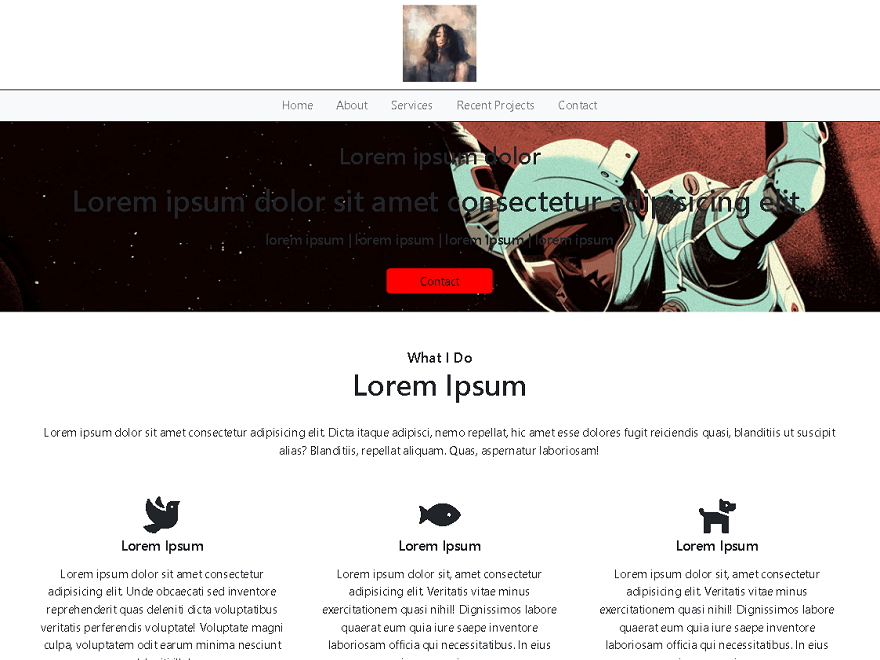 Home About Services Recent Projects Contact
Lorem ipsum dolor
Lorem ipsum dolor sit amet consectetur adipisicing elit.
lorem ipsum | lorem ipsum | lorem ipsum | lorem ipsum
Contact
What I Do
Lorem Ipsum
Lorem ipsum dolor sit amet consectetur adipisicing elit. Dicta itaque adipisci, nemo repellat, hic amet esse dolores fugit reiciendis quasi, blanditiis ut suscipit
alias? Blanditiis, repellat aliquam. Quas, aspernatur laboriosam!
Lorem Ipsum
Lorem ipsum dolor sit amet consectetur
adipisicing elit. Unde obcaecati sed inventore
reprehenderit quas deleniti dicta voluptatibus
veritatis perferendis voluptate! Voluptate magni
culpa, voluptatem odit earum minima nesciunt
Lorem Ipsum
Lorem ipsum dolor sit amet, consectetur
adipisicing elit. Veritatis vitae minus
exercitationem quasi nihil! Dignissimos labore
quaerat eum quia iure saepe inventore
laboriosam officia qui necessitatibus. In eius
Lorem Ipsum
Lorem ipsum dolor sit amet, consectetur
adipisicing elit. Veritatis vitae minus
exercitationem quasi nihil! Dignissimos labore
quaerat eum quia iure saepe inventore
laboriosam officia qui necessitatibus. In eius